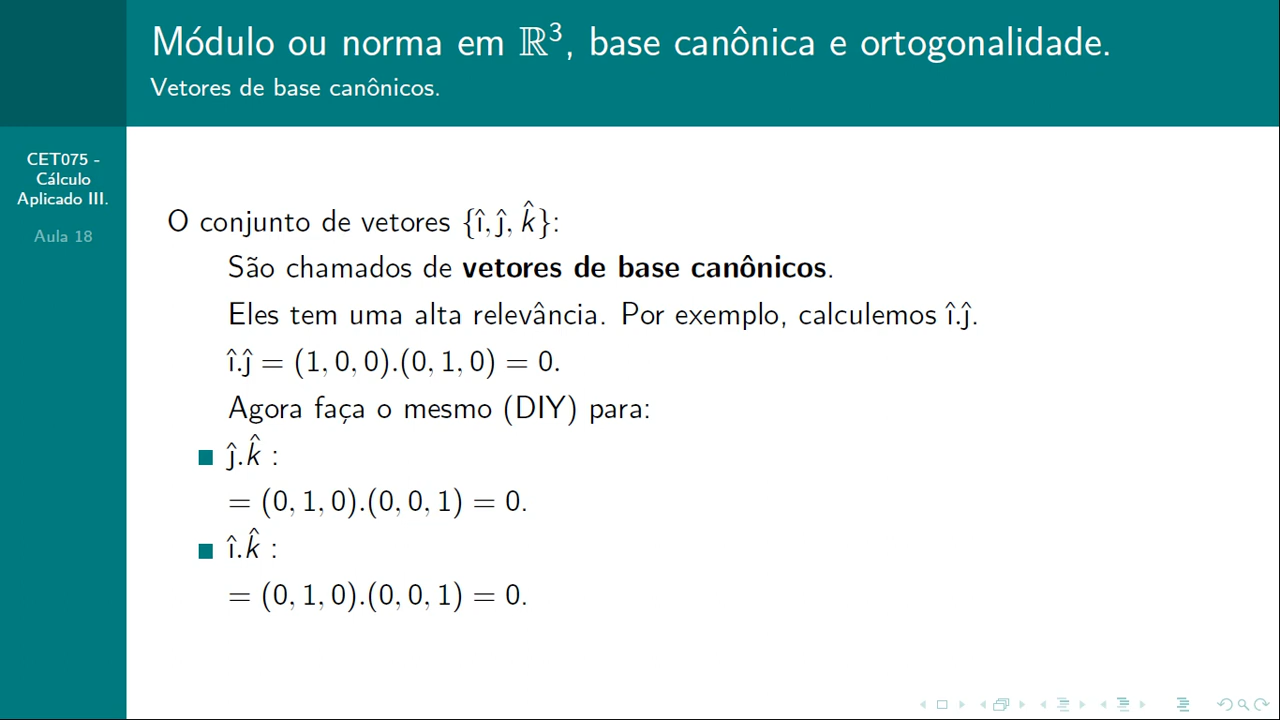 Módulo ou norma em ℝ³, base canônica e ortogonalidade.
Vetores de base canônicos.
CET075 -
Cálculo
Aplicado III.
Aula 18
O conjunto de vetores {î, ĵ, k̂}:
São chamados de vetores de base canônicos.
Eles tem uma alta relevância. Por exemplo, calculemos î.ĵ.
î.ĵ = (1, 0, 0).(0, 1, 0) = 0.
Agora faça o mesmo (DIY) para:
ĵ.k̂ :
= (0, 1, 0).(0, 0, 1) = 0.
î.k̂ :
= (0, 1, 0).(0, 0, 1) = 0.